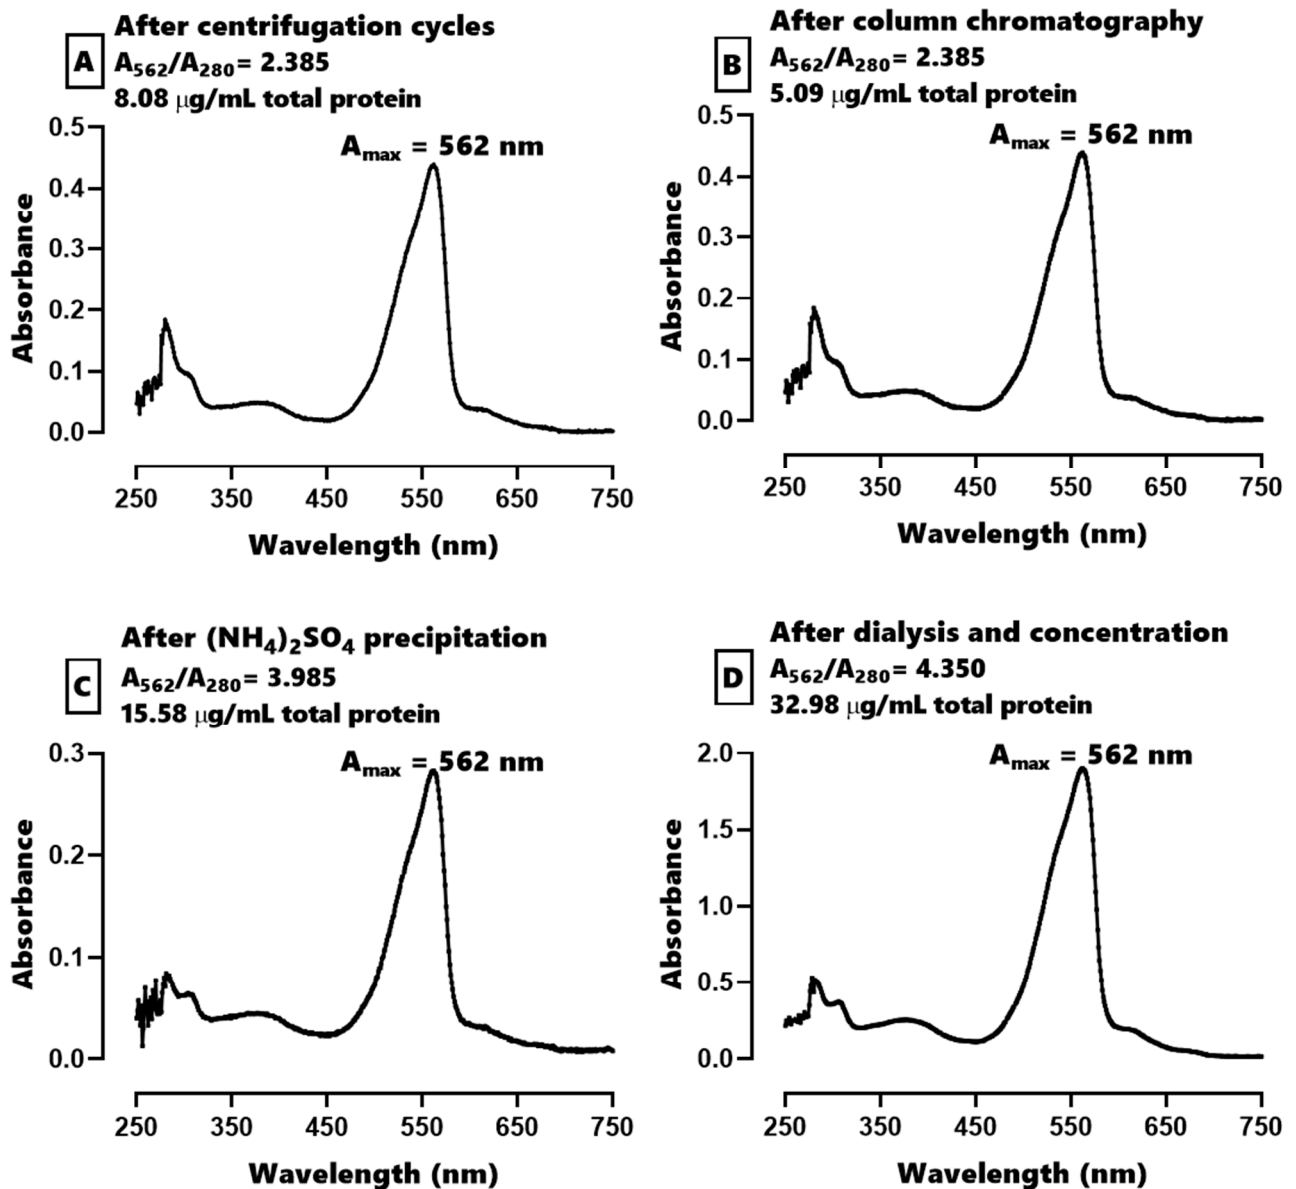 After centrifugation cycles
A
A₅₆₂/A₂₈₀= 2.385
8.08 μg/mL total protein
0.5
0.4
0.3
0.2
0.1
0.0
Absorbance
Aₘₐₓ = 562 nm
250 350 450 550 650 750
Wavelength (nm)
After column chromatography
B
A₅₆₂/A₂₈₀= 2.385
5.09 μg/mL total protein
0.5
0.4
0.3
0.2
0.1
0.0
Absorbance
Aₘₐₓ = 562 nm
250 350 450 550 650 750
Wavelength (nm)
After (NH₄)₂SO₄ precipitation
C
A₅₆₂/A₂₈₀= 3.985
15.58 μg/mL total protein
0.3
0.2
0.1
0.0
Absorbance
Aₘₐₓ = 562 nm
250 350 450 550 650 750
Wavelength (nm)
After dialysis and concentration
D
A₅₆₂/A₂₈₀= 4.350
32.98 μg/mL total protein
2.0
1.5
1.0
0.5
0.0
Absorbance
Aₘₐₓ = 562 nm
250 350 450 550 650 750
Wavelength (nm)